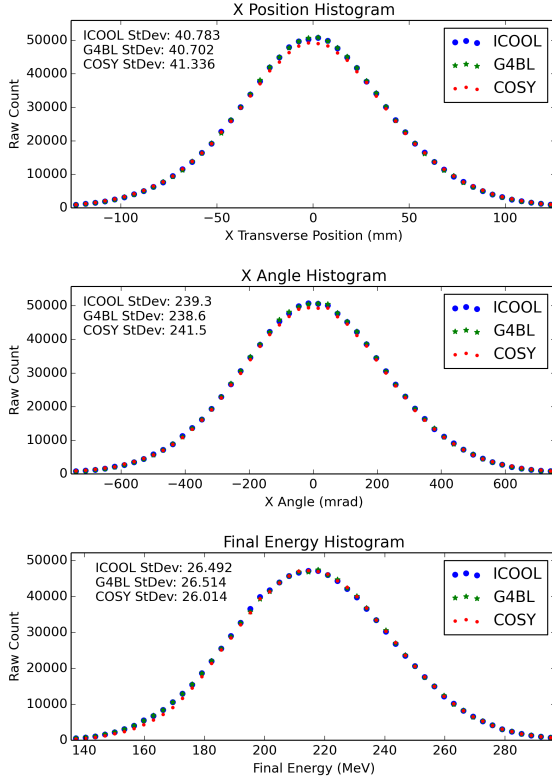 X Position Histogram
ICOOL StDev: 40.783
G4BL StDev: 40.702
COSY StDev: 41.336
ICOOL
G4BL
COSY
50000
40000
30000
20000
10000
0
Raw Count
−100
−50
0
50
100
X Transverse Position (mm)
X Angle Histogram
ICOOL StDev: 239.3
G4BL StDev: 238.6
COSY StDev: 241.5
ICOOL
G4BL
COSY
50000
40000
30000
20000
10000
0
Raw Count
−600
−400
−200
0
200
400
600
X Angle (mrad)
Final Energy Histogram
ICOOL StDev: 26.492
G4BL StDev: 26.514
COSY StDev: 26.014
ICOOL
G4BL
COSY
50000
40000
30000
20000
10000
0
Raw Count
140
160
180
200
220
240
260
280
Final Energy (MeV)